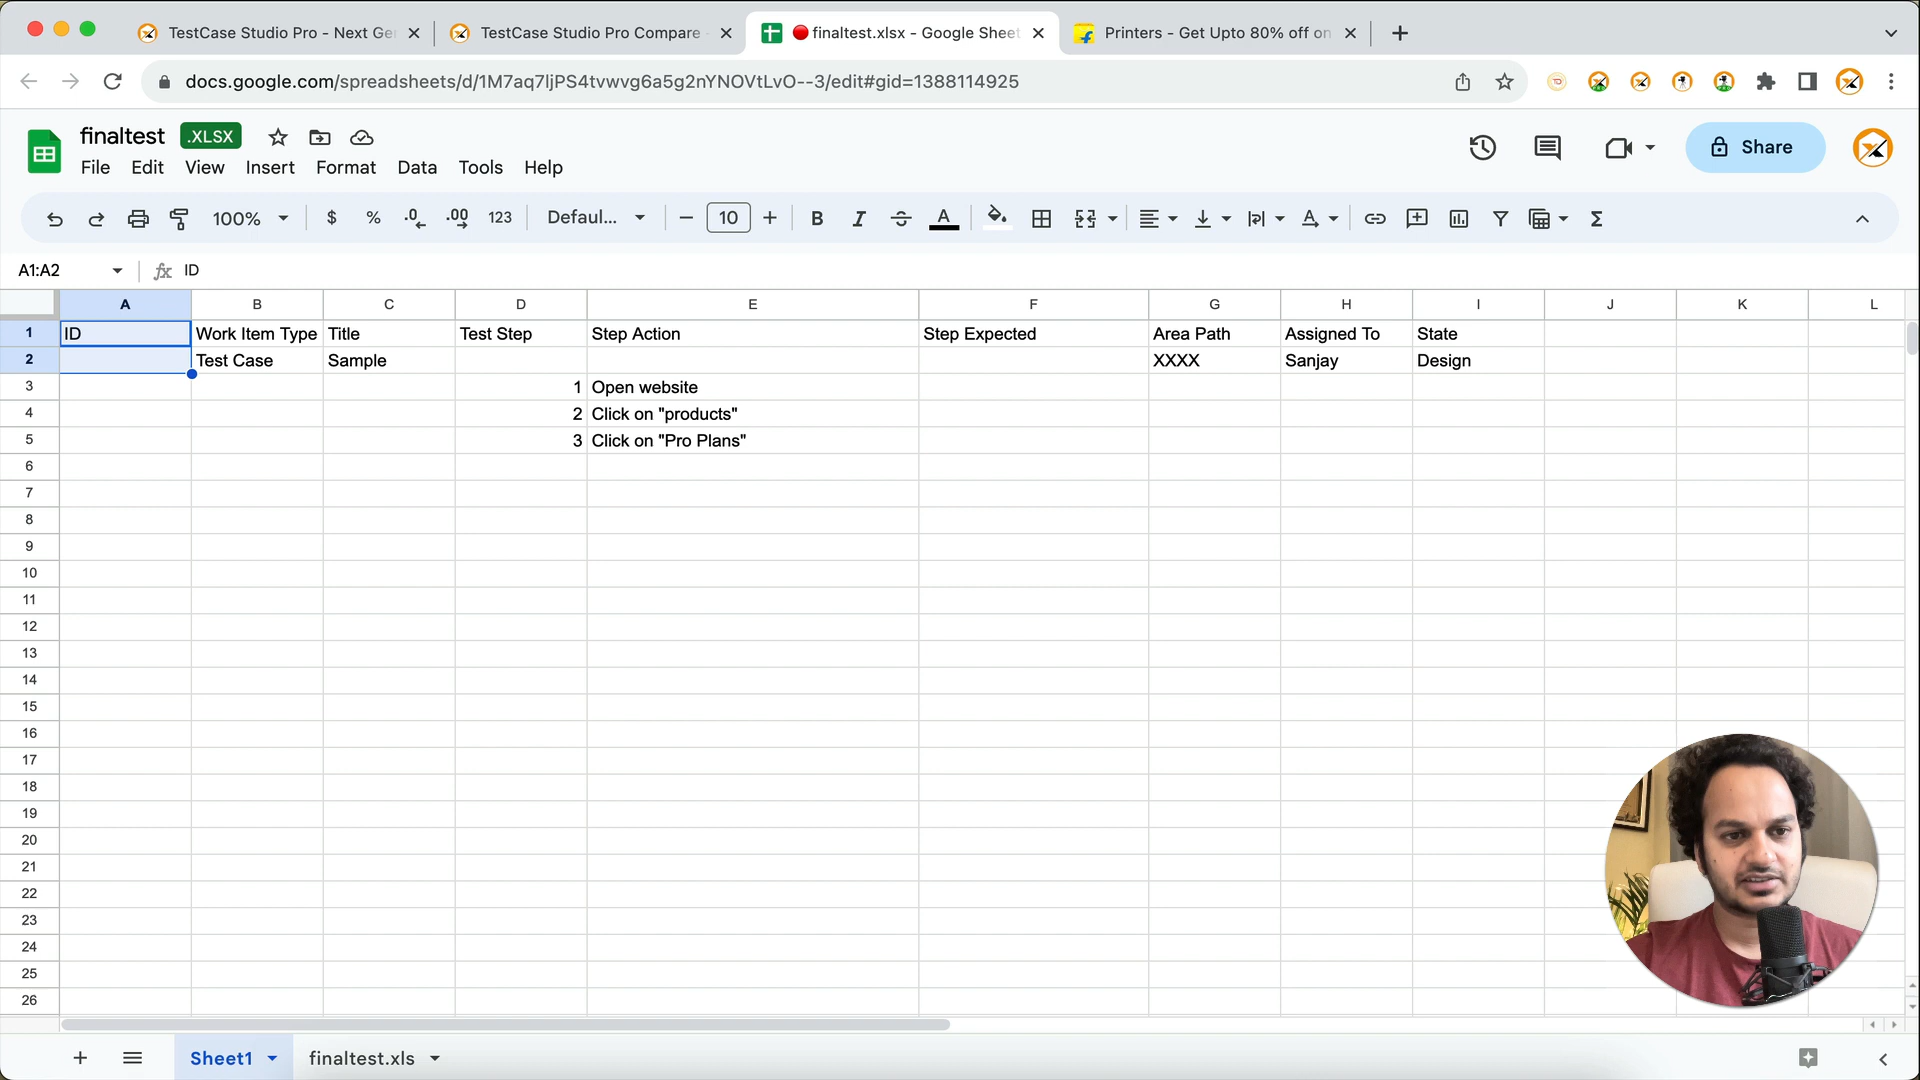 TestCase Studio Pro - Next Ge
TestCase Studio Pro Compare
finaltest.xlsx - Google Sheet
Printers - Get Upto 80% off on
docs.google.com/spreadsheets/d/1M7aq7ljPS4tvwvg6a5g2nYNOVtLvO--3/edit#gid=1388114925
finaltest .XLSX
File Edit View Insert Format Data Tools Help
Share
100% $ % .0 .00 123 Defaul... 10 B I A
A1:A2 fx ID
A B C D E F G H I J K L
1 ID Work Item Type Title Test Step Step Action Step Expected Area Path Assigned To State
2 Test Case Sample XXXX Sanjay Design
3 1 Open website
4 2 Click on "products"
5 3 Click on "Pro Plans"
6
7
8
9
10
11
12
13
14
15
16
17
18
19
20
21
22
23
24
25
26
Sheet1 finaltest.xls